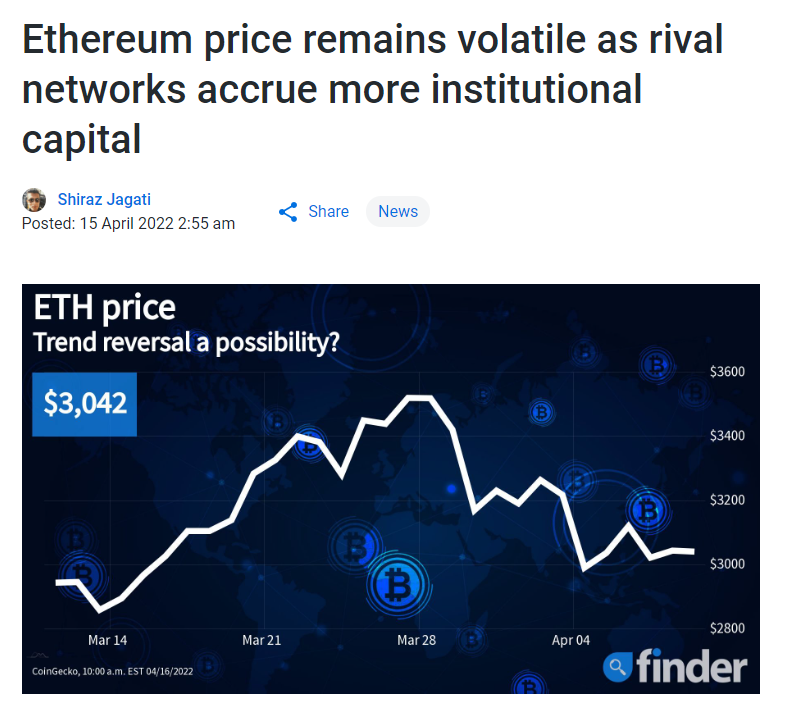 Ethereum price remains volatile as rival
networks accrue more institutional
capital
Shiraz Jagati
Posted: 15 April 2022 2:55 am
Share
News
ETH price
Trend reversal a possibility?
$3,042
$3600
$3400
$3200
$3000
$2800
Mar 14
Mar 21
Mar 28
Apr 04
CoinGecko, 10:00 a.m. EST 04/16/2022
finder